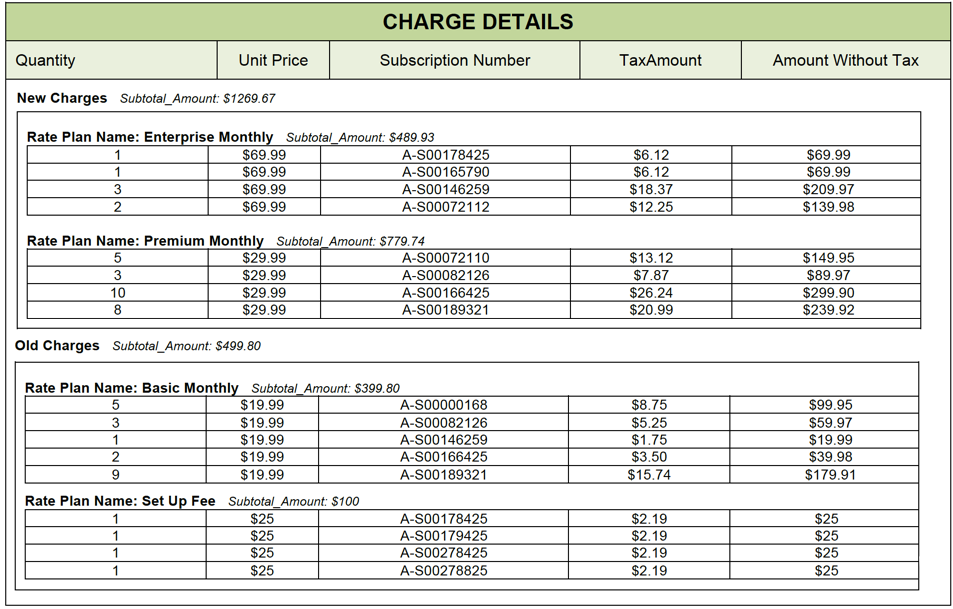 CHARGE DETAILS
Quantity Unit Price Subscription Number TaxAmount Amount Without Tax
New Charges Subtotal_Amount: $1269.67
Rate Plan Name: Enterprise Monthly Subtotal_Amount: $489.93
1 $69.99 A-S00178425 $6.12 $69.99
1 $69.99 A-S00165790 $6.12 $69.99
3 $69.99 A-S00146259 $18.37 $209.97
2 $69.99 A-S00072112 $12.25 $139.98
Rate Plan Name: Premium Monthly Subtotal_Amount: $779.74
5 $29.99 A-S00072110 $13.12 $149.95
3 $29.99 A-S00082126 $7.87 $89.97
10 $29.99 A-S00166425 $26.24 $299.90
8 $29.99 A-S00189321 $20.99 $239.92
Old Charges Subtotal_Amount: $499.80
Rate Plan Name: Basic Monthly Subtotal_Amount: $399.80
5 $19.99 A-S00000168 $8.75 $99.95
3 $19.99 A-S00082126 $5.25 $59.97
1 $19.99 A-S00146259 $1.75 $19.99
2 $19.99 A-S00166425 $3.50 $39.98
9 $19.99 A-S00189321 $15.74 $179.91
Rate Plan Name: Set Up Fee Subtotal_Amount: $100
1 $25 A-S00178425 $2.19 $25
1 $25 A-S00179425 $2.19 $25
1 $25 A-S00278425 $2.19 $25
1 $25 A-S00278825 $2.19 $25